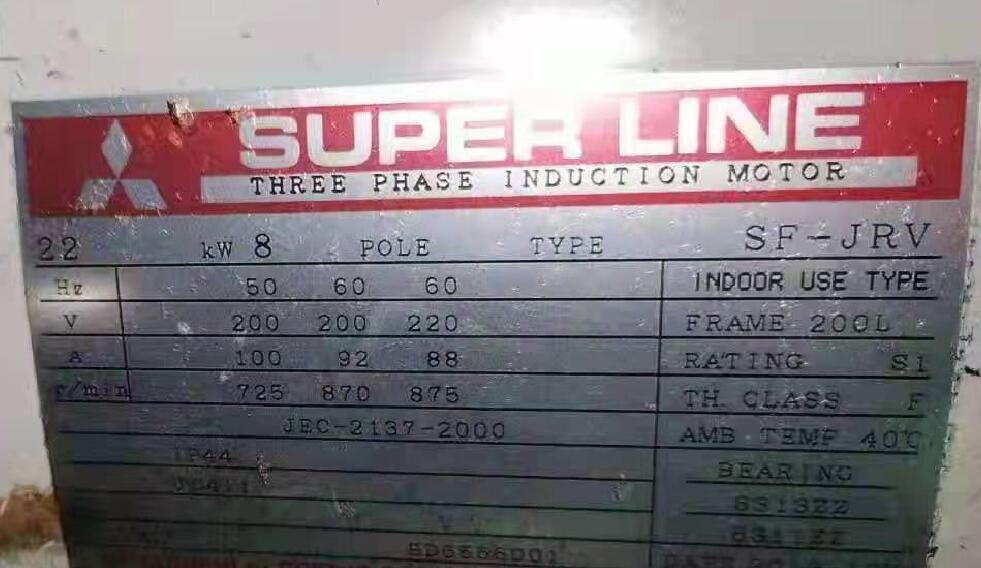 SUPER LINE
THREE PHASE INDUCTION MOTOR
22 kW 8 POLE TYPE SF-JRV
Hz 50 60 60 INDOOR USE TYPE
V 200 200 220 FRAME 200L
A 100 92 88 RATING S1
r/min 725 870 875 TH. CLASS F
JEC-2137-2000 AMB TEMP 40℃
IP44 BEARING
6313ZZ